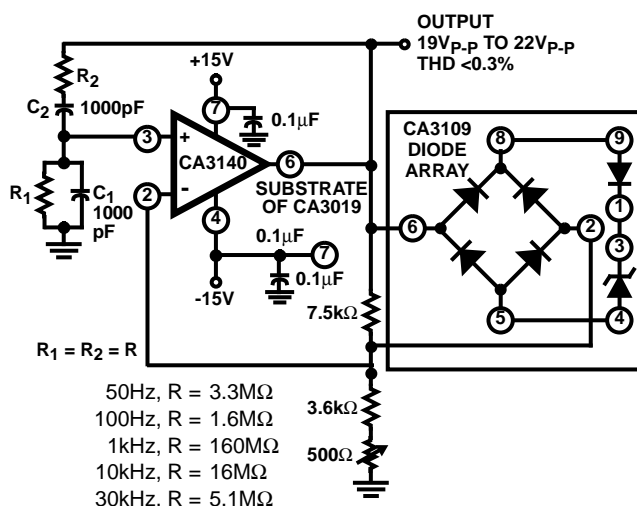 OUTPUT
19VP-P TO 22VP-P
THD <0.3%
+15V
R2
C2
1000pF
7
0.1µF
3
+
CA3140
6
2
-
4
SUBSTRATE
OF CA3019
R1
C1
1000
pF
0.1µF
7
0.1µF
-15V
CA3109
DIODE
ARRAY
8
9
6
2
1
3
5
4
7.5kΩ
R1 = R2 = R
3.6kΩ
500Ω
50Hz, R = 3.3MΩ
100Hz, R = 1.6MΩ
1kHz, R = 160MΩ
10kHz, R = 16MΩ
30kHz, R = 5.1MΩ